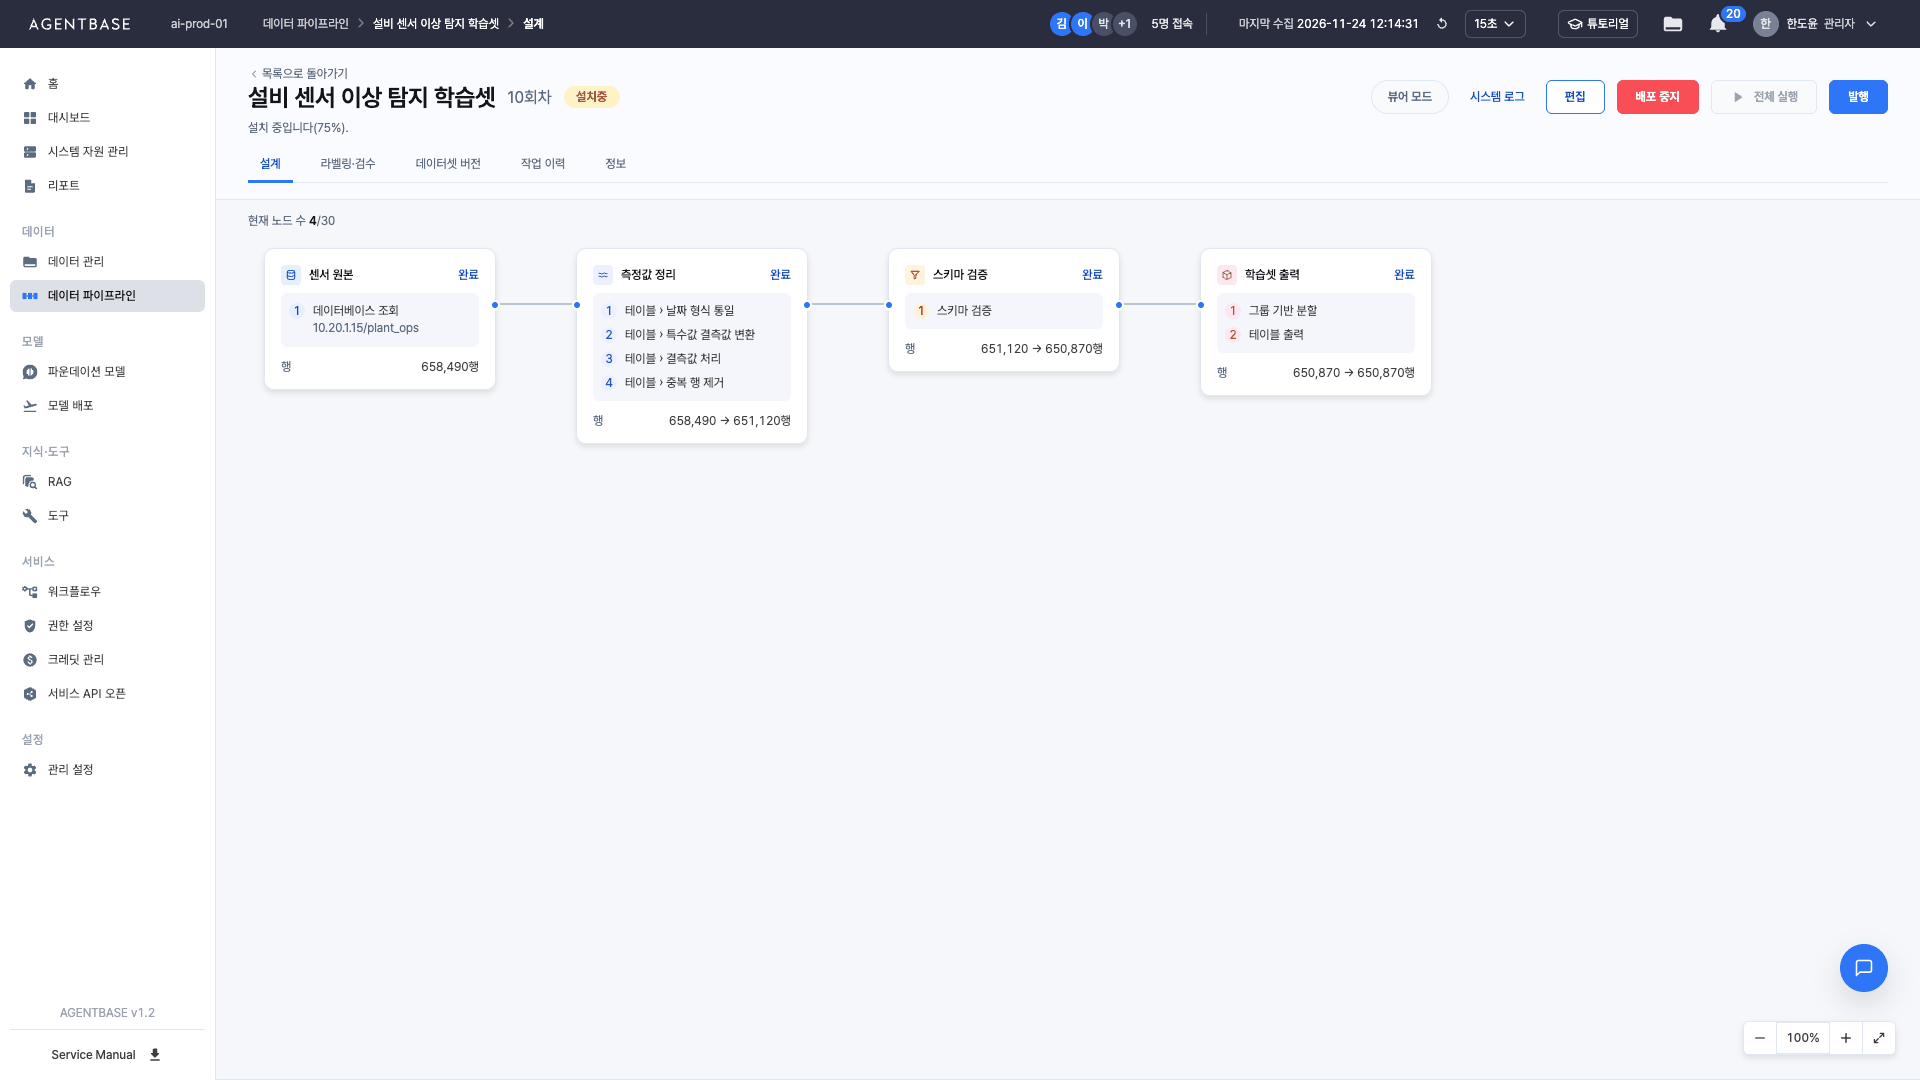 AGENTBASE
ai-prod-01
데이터 파이프라인 > 설비 센서 이상 탐지 학습셋 > 설계
김 이 박 +1 5명 접속
마지막 수집 2026-11-24 12:14:31
15초
튜토리얼
20
한 한도윤 관리자
홈
대시보드
시스템 자원 관리
리포트
데이터
데이터 관리
데이터 파이프라인
모델
파운데이션 모델
모델 배포
지식·도구
RAG
도구
서비스
워크플로우
권한 설정
크레딧 관리
서비스 API 오픈
설정
관리 설정
AGENTBASE v1.2
Service Manual
목록으로 돌아가기
설비 센서 이상 탐지 학습셋 10회차 설치중
설치 중입니다(75%).
뷰어 모드
시스템 로그
편집
배포 중지
전체 실행
발행
설계
라벨링·검수
데이터셋 버전
작업 이력
정보
현재 노드 수 4/30
센서 원본 완료
1 데이터베이스 조회
10.20.1.15/plant_ops
행 658,490행
측정값 정리 완료
1 테이블 › 날짜 형식 통일
2 테이블 › 특수값 결측값 변환
3 테이블 › 결측값 처리
4 테이블 › 중복 행 제거
행 658,490 → 651,120행
스키마 검증 완료
1 스키마 검증
행 651,120 → 650,870행
학습셋 출력 완료
1 그룹 기반 분할
2 테이블 출력
행 650,870 → 650,870행
100%